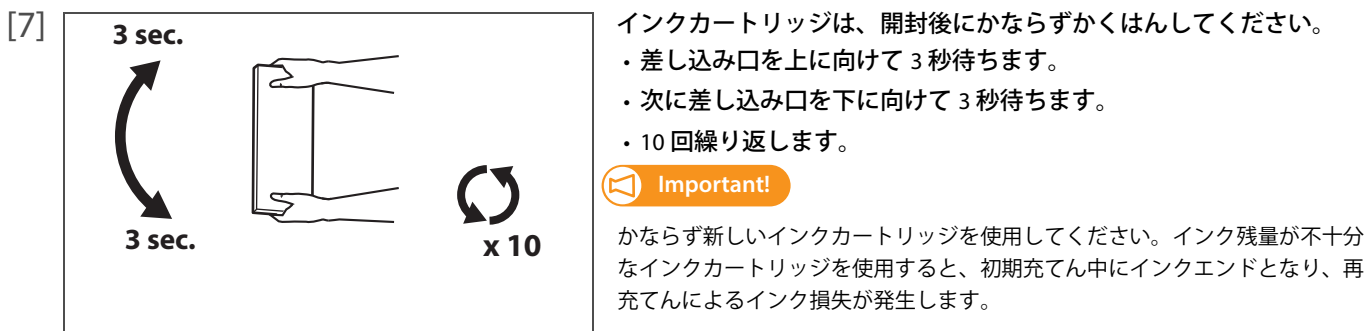 [7]
3 sec.
3 sec.
x 10
インクカートリッジは、開封後にかならずかくはんしてください。
・差し込み口を上に向けて 3 秒待ちます。
・次に差し込み口を下に向けて 3 秒待ちます。
・10 回繰り返します。
Important!
かならず新しいインクカートリッジを使用してください。インク残量が不十分
なインクカートリッジを使用すると、初期充てん中にインクエンドとなり、再
充てんによるインク損失が発生します。